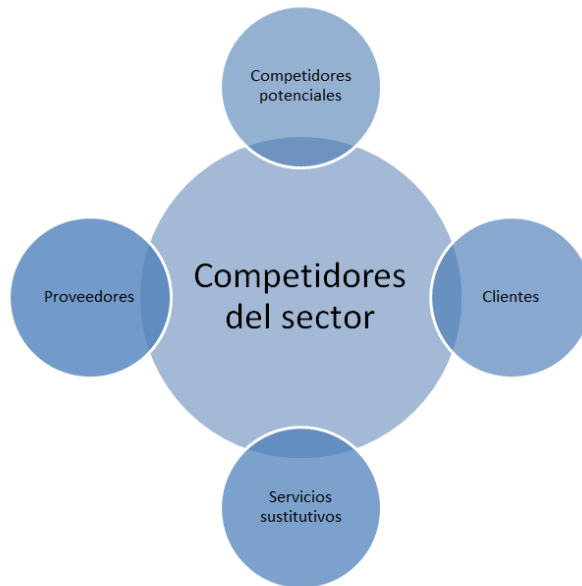 Competidores
potenciales
Proveedores
Competidores
del sector
Clientes
Servicios
sustitutivos